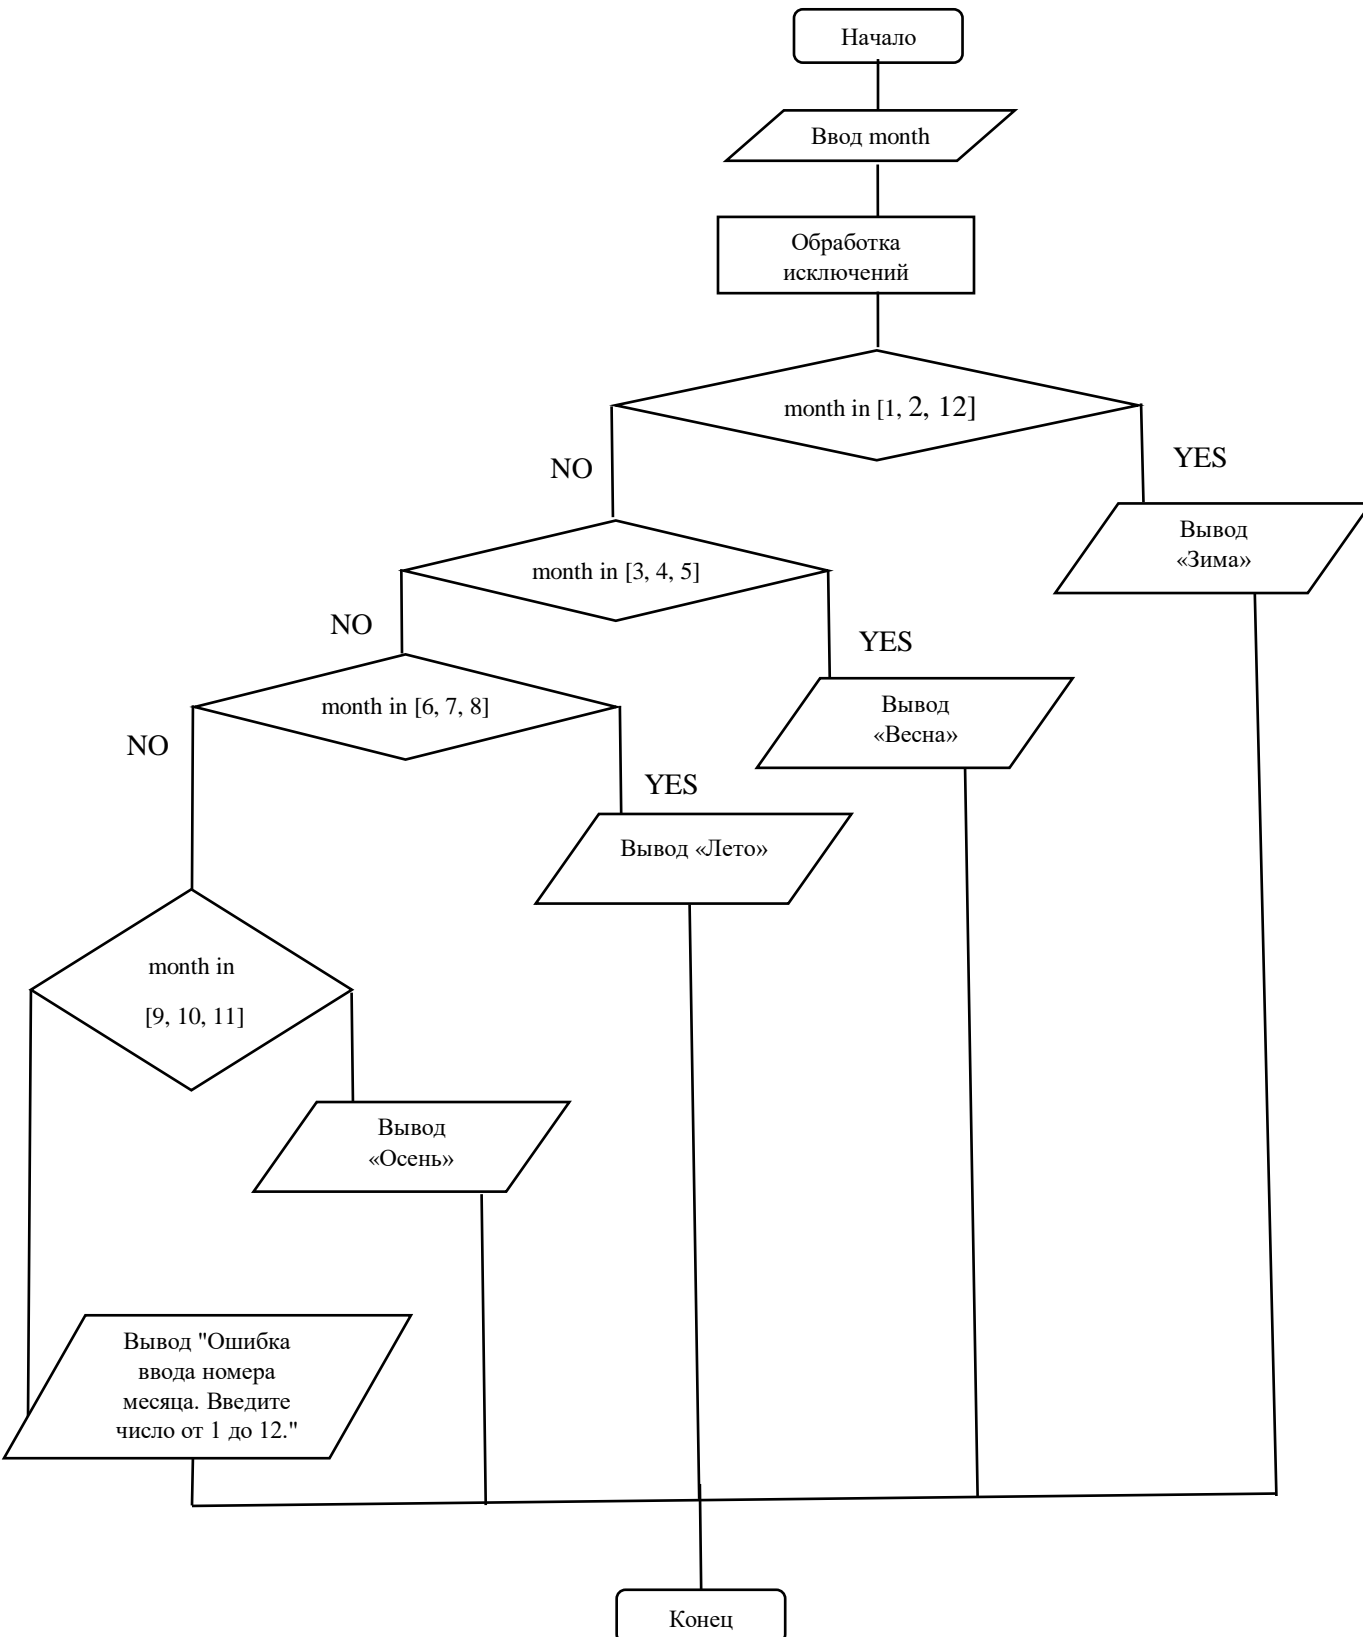 Начало
Ввод month
Обработка
исключений
month in [1, 2, 12]
NO
YES
Вывод
«Зима»
month in [3, 4, 5]
NO
YES
Вывод
«Весна»
month in [6, 7, 8]
NO
YES
Вывод «Лето»
month in
[9, 10, 11]
Вывод
«Осень»
Вывод "Ошибка
ввода номера
месяца. Введите
число от 1 до 12."
Конец